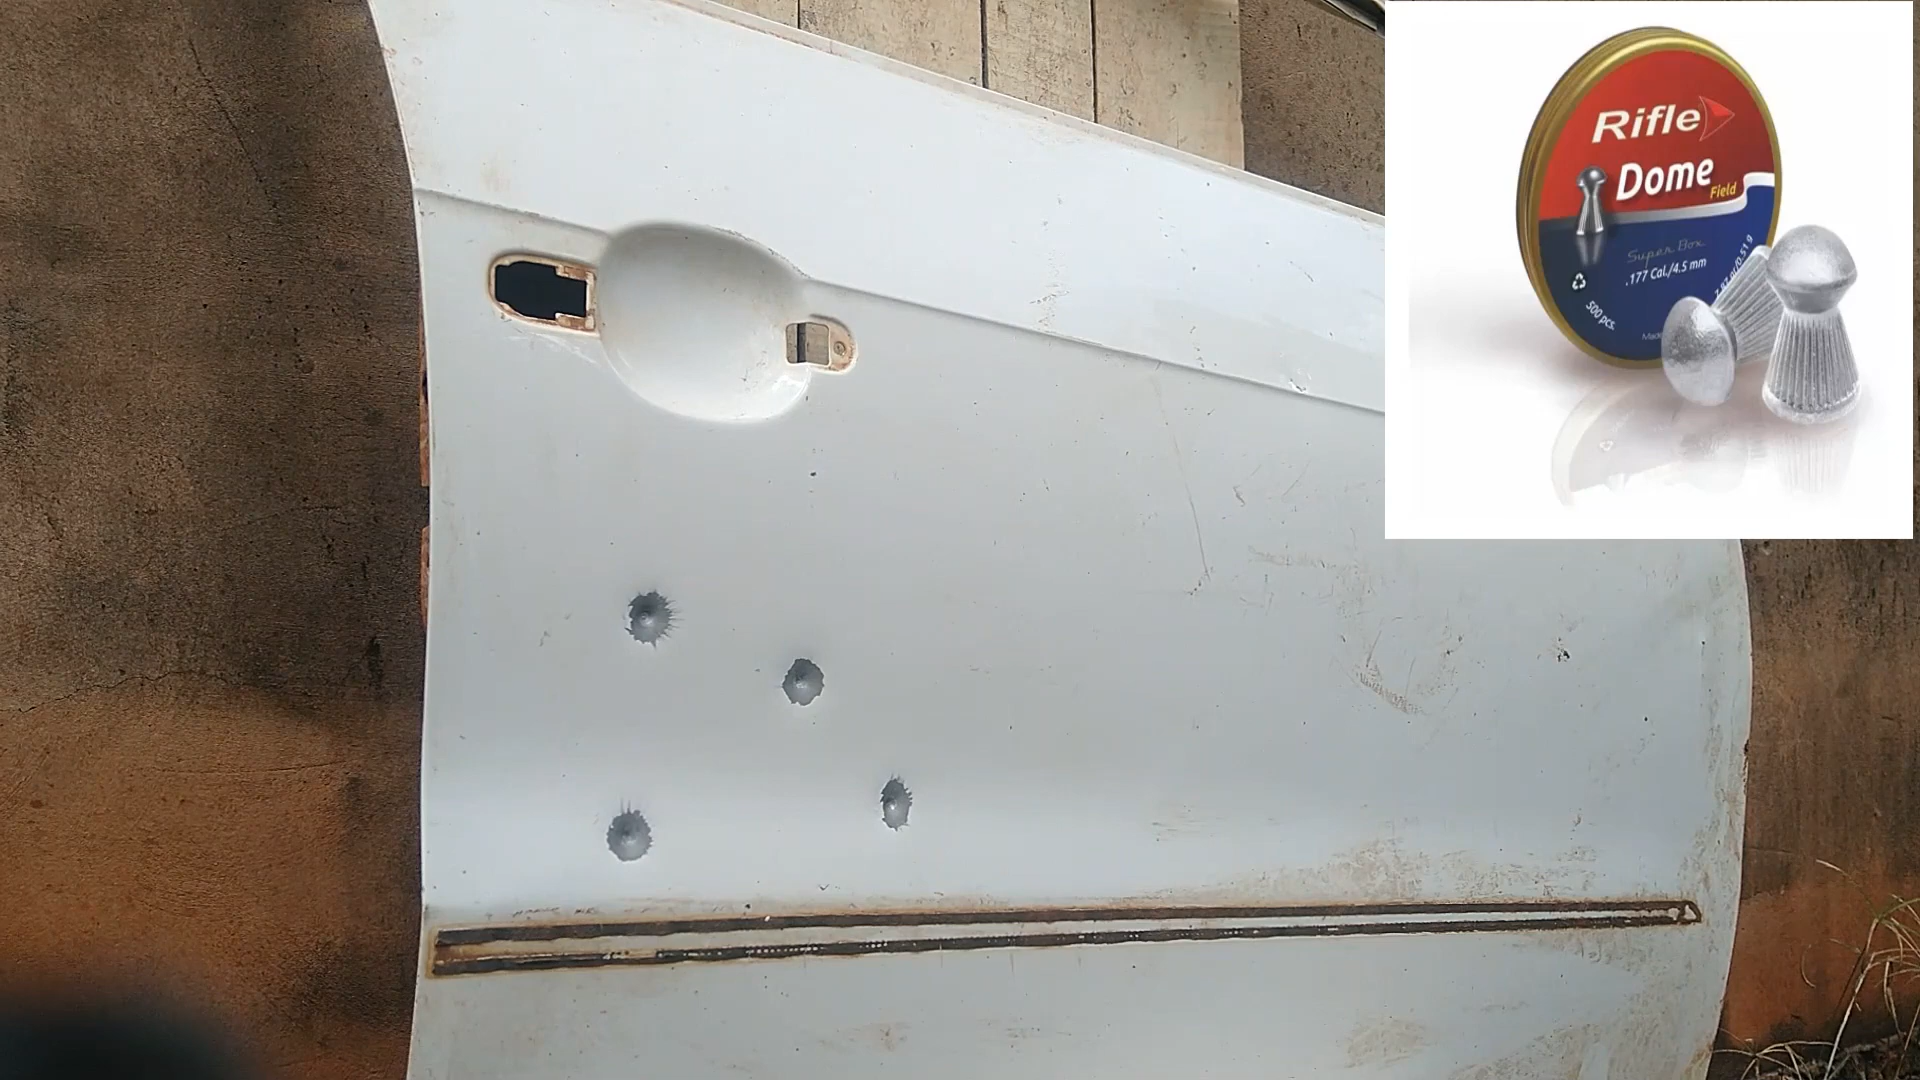 Rifle
Dome
Field
Super Box
.177 Cal./4.5 mm
500 pcs.